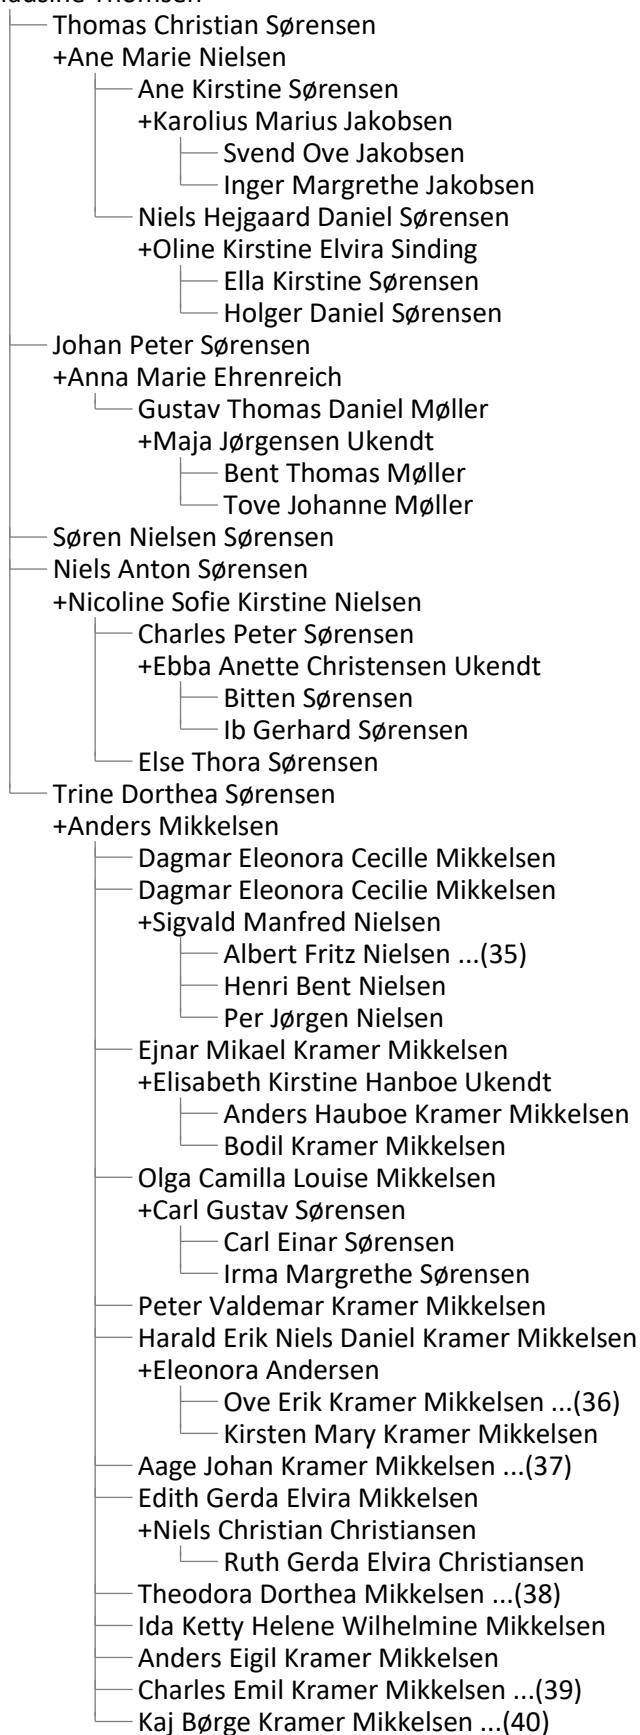 Thomsen
Thomas Christian Sørensen
+Ane Marie Nielsen
Ane Kirstine Sørensen
+Karolius Marius Jakobsen
Svend Ove Jakobsen
Inger Margrethe Jakobsen
Niels Hejgaard Daniel Sørensen
+Oline Kirstine Elvira Sinding
Ella Kirstine Sørensen
Holger Daniel Sørensen
Johan Peter Sørensen
+Anna Marie Ehrenreich
Gustav Thomas Daniel Møller
+Maja Jørgensen Ukendt
Bent Thomas Møller
Tove Johanne Møller
Søren Nielsen Sørensen
Niels Anton Sørensen
+Nicoline Sofie Kirstine Nielsen
Charles Peter Sørensen
+Ebba Anette Christensen Ukendt
Bitten Sørensen
Ib Gerhard Sørensen
Else Thora Sørensen
Trine Dorthea Sørensen
+Anders Mikkelsen
Dagmar Eleonora Cecille Mikkelsen
Dagmar Eleonora Cecilie Mikkelsen
+Sigvald Manfred Nielsen
Albert Fritz Nielsen ...(35)
Henri Bent Nielsen
Per Jørgen Nielsen
Ejnar Mikael Kramer Mikkelsen
+Elisabeth Kirstine Hanboe Ukendt
Anders Hauboe Kramer Mikkelsen
Bodil Kramer Mikkelsen
Olga Camilla Louise Mikkelsen
+Carl Gustav Sørensen
Carl Einar Sørensen
Irma Margrethe Sørensen
Peter Valdemar Kramer Mikkelsen
Harald Erik Niels Daniel Kramer Mikkelsen
+Eleonora Andersen
Ove Erik Kramer Mikkelsen ...(36)
Kirsten Mary Kramer Mikkelsen
Aage Johan Kramer Mikkelsen ...(37)
Edith Gerda Elvira Mikkelsen
+Niels Christian Christiansen
Ruth Gerda Elvira Christiansen
Theodora Dorthea Mikkelsen ...(38)
Ida Ketty Helene Wilhelmine Mikkelsen
Anders Eigil Kramer Mikkelsen
Charles Emil Kramer Mikkelsen ...(39)
Kaj Børge Kramer Mikkelsen ...(40)